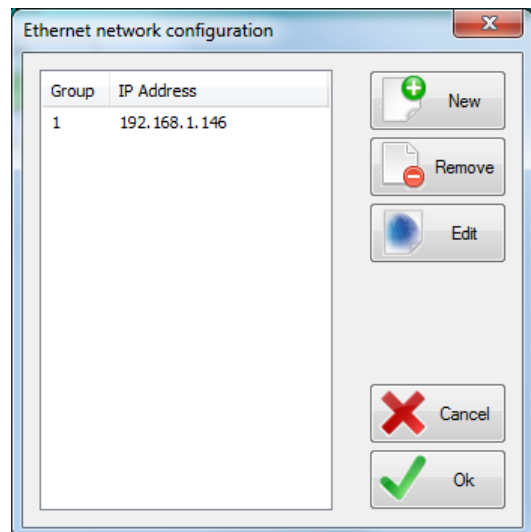 Ethernet network configuration
Group IP Address
1 192.168.1.146
New
Remove
Edit
Cancel
Ok